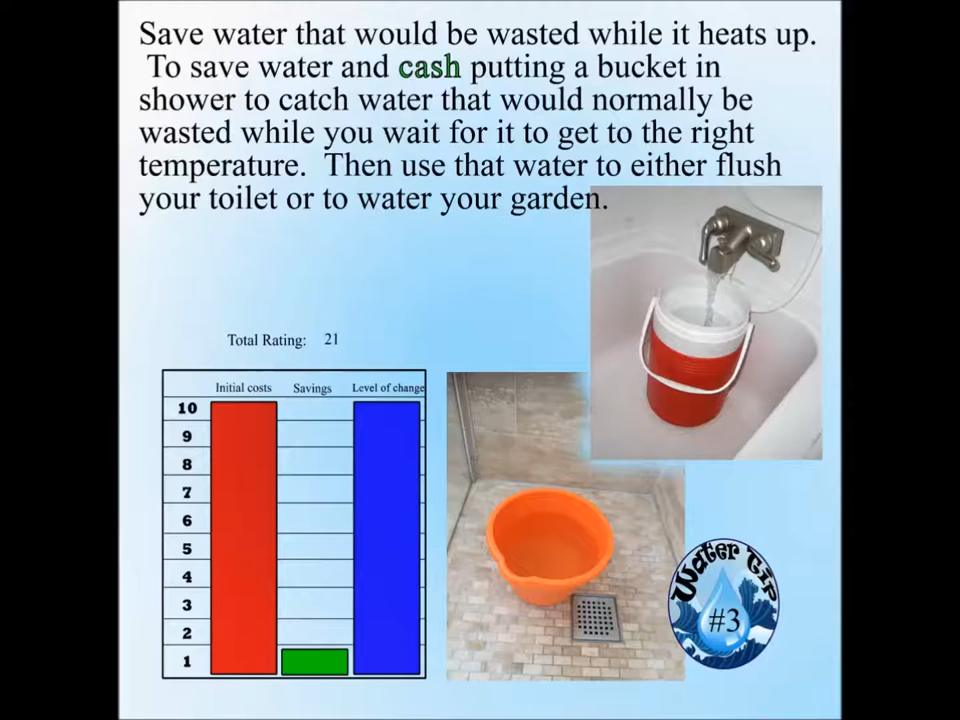 Save water that would be wasted while it heats up.
To save water and cash putting a bucket in
shower to catch water that would normally be
wasted while you wait for it to get to the right
temperature.  Then use that water to either flush
your toilet or to water your garden.
Total Rating: 21
Initial costs Savings Level of change
10
9
8
7
6
5
4
3
2
1
Water Tip
#3